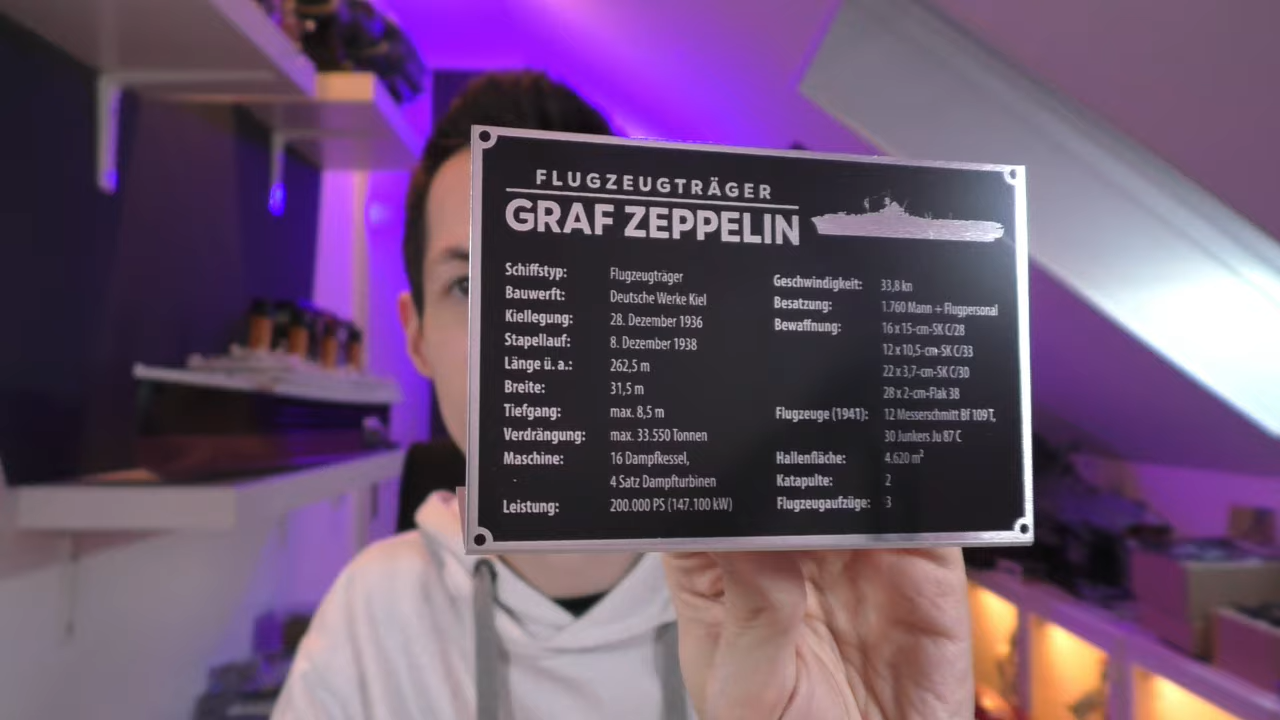 FLUGZEUGTRÄGER
GRAF ZEPPELIN
Schiffstyp: Flugzeugträger
Bauwerft: Deutsche Werke Kiel
Kiellegung: 28. Dezember 1936
Stapellauf: 8. Dezember 1938
Länge ü. a.: 262,5 m
Breite: 31,5 m
Tiefgang: max. 8,5 m
Verdrängung: max. 33.550 Tonnen
Maschine: 16 Dampfkessel,
4 Satz Dampfturbinen
Leistung: 200.000 PS (147.100 kW)
Geschwindigkeit: 33,8 kn
Besatzung: 1.760 Mann + Flugpersonal
Bewaffnung: 16 x 15-cm-SK C/28
12 x 10,5-cm-SK C/33
22 x 3,7-cm-SK C/30
28 x 2-cm-Flak 38
Flugzeuge (1941): 12 Messerschmitt Bf 109 T,
30 Junkers Ju 87 C
Hallenfläche: 4.620 m²
Katapulte: 2
Flugzeugaufzüge: 3